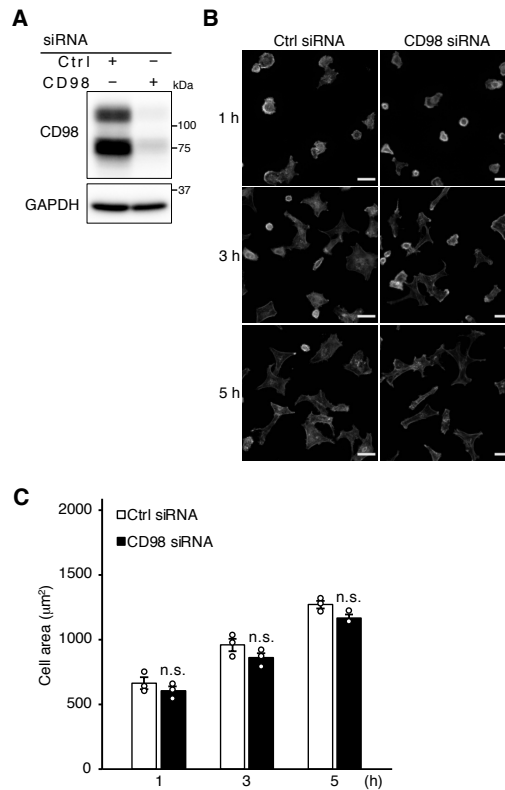 A
siRNA
Ctrl + –
CD98 – + kDa
CD98
100
75
37
GAPDH
B
Ctrl siRNA CD98 siRNA
1 h
3 h
5 h
C
2000
1500
1000
500
0
Cell area (μm²)
Ctrl siRNA
CD98 siRNA
n.s.
n.s.
n.s.
1 3 5 (h)